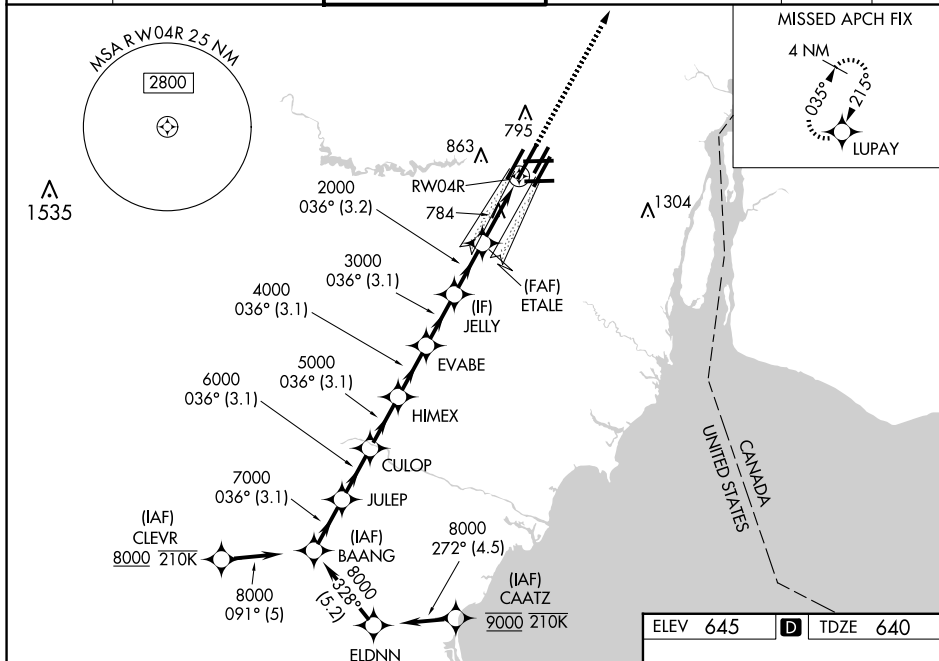 MSA RW04R 25 NM
2800
MISSED APCH FIX
4 NM
035°
215°
LUPAY
1535
863
795
RW04R
784
1304
2000
036° (3.2)
3000
036° (3.1)
(FAF)
ETALE
4000
036° (3.1)
(IF)
JELLY
EVABE
5000
036° (3.1)
6000
036° (3.1)
HIMEX
CULOP
7000
036° (3.1)
JULEP
CANADA
UNITED STATES
(IAF)
CLEVR
8000 210K
(IAF)
BAANG
8000
091° (5)
8000
328°
(5.2)
8000
272° (4.5)
(IAF)
CAATZ
9000 210K
ELDNN
ELEV 645 D TDZE 640